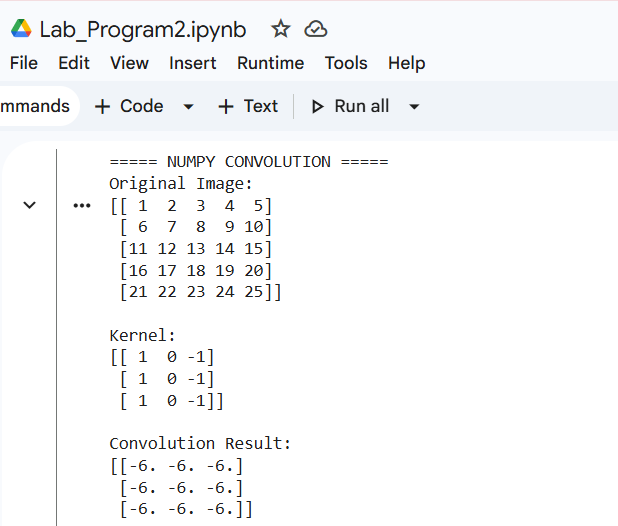 Lab_Program2.ipynb
File Edit View Insert Runtime Tools Help
mmands + Code + Text Run all
===== NUMPY CONVOLUTION =====
Original Image:
[[ 1  2  3  4  5]
 [ 6  7  8  9 10]
 [11 12 13 14 15]
 [16 17 18 19 20]
 [21 22 23 24 25]]

Kernel:
[[ 1  0 -1]
 [ 1  0 -1]
 [ 1  0 -1]]

Convolution Result:
[[-6. -6. -6.]
 [-6. -6. -6.]
 [-6. -6. -6.]]